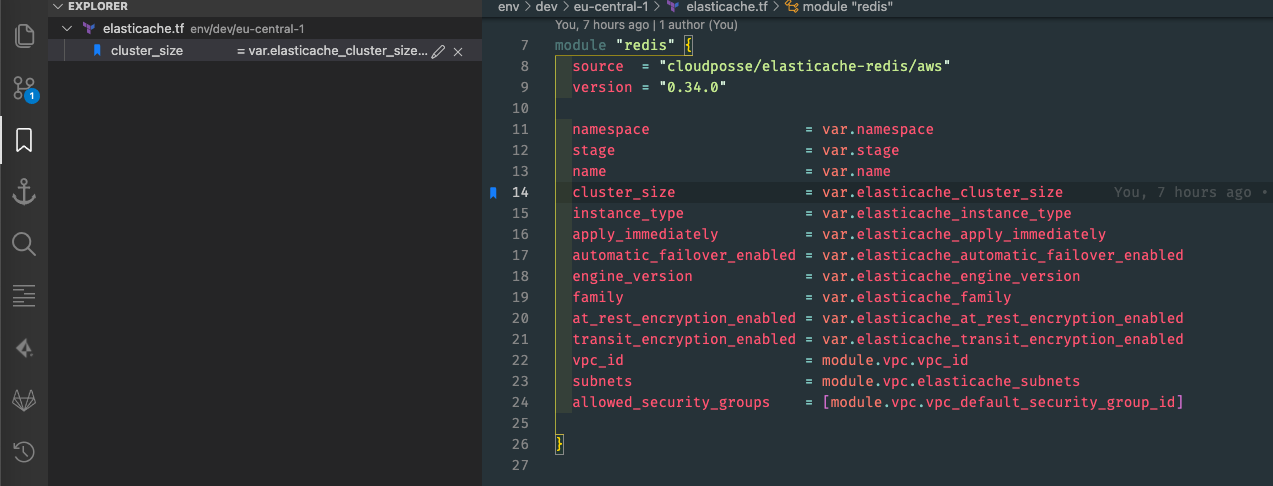 EXPLORER
elasticache.tf env/dev/eu-central-1
cluster_size = var.elasticache_cluster_size...
1
env > dev > eu-central-1 > elasticache.tf > module "redis"
You, 7 hours ago | 1 author (You)
7 module "redis" {
8 source = "cloudposse/elasticache-redis/aws"
9 version = "0.34.0"
10
11 namespace = var.namespace
12 stage = var.stage
13 name = var.name
14 cluster_size = var.elasticache_cluster_size You, 7 hours ago •
15 instance_type = var.elasticache_instance_type
16 apply_immediately = var.elasticache_apply_immediately
17 automatic_failover_enabled = var.elasticache_automatic_failover_enabled
18 engine_version = var.elasticache_engine_version
19 family = var.elasticache_family
20 at_rest_encryption_enabled = var.elasticache_at_rest_encryption_enabled
21 transit_encryption_enabled = var.elasticache_transit_encryption_enabled
22 vpc_id = module.vpc.vpc_id
23 subnets = module.vpc.elasticache_subnets
24 allowed_security_groups = [module.vpc.vpc_default_security_group_id]
25
26 }
27